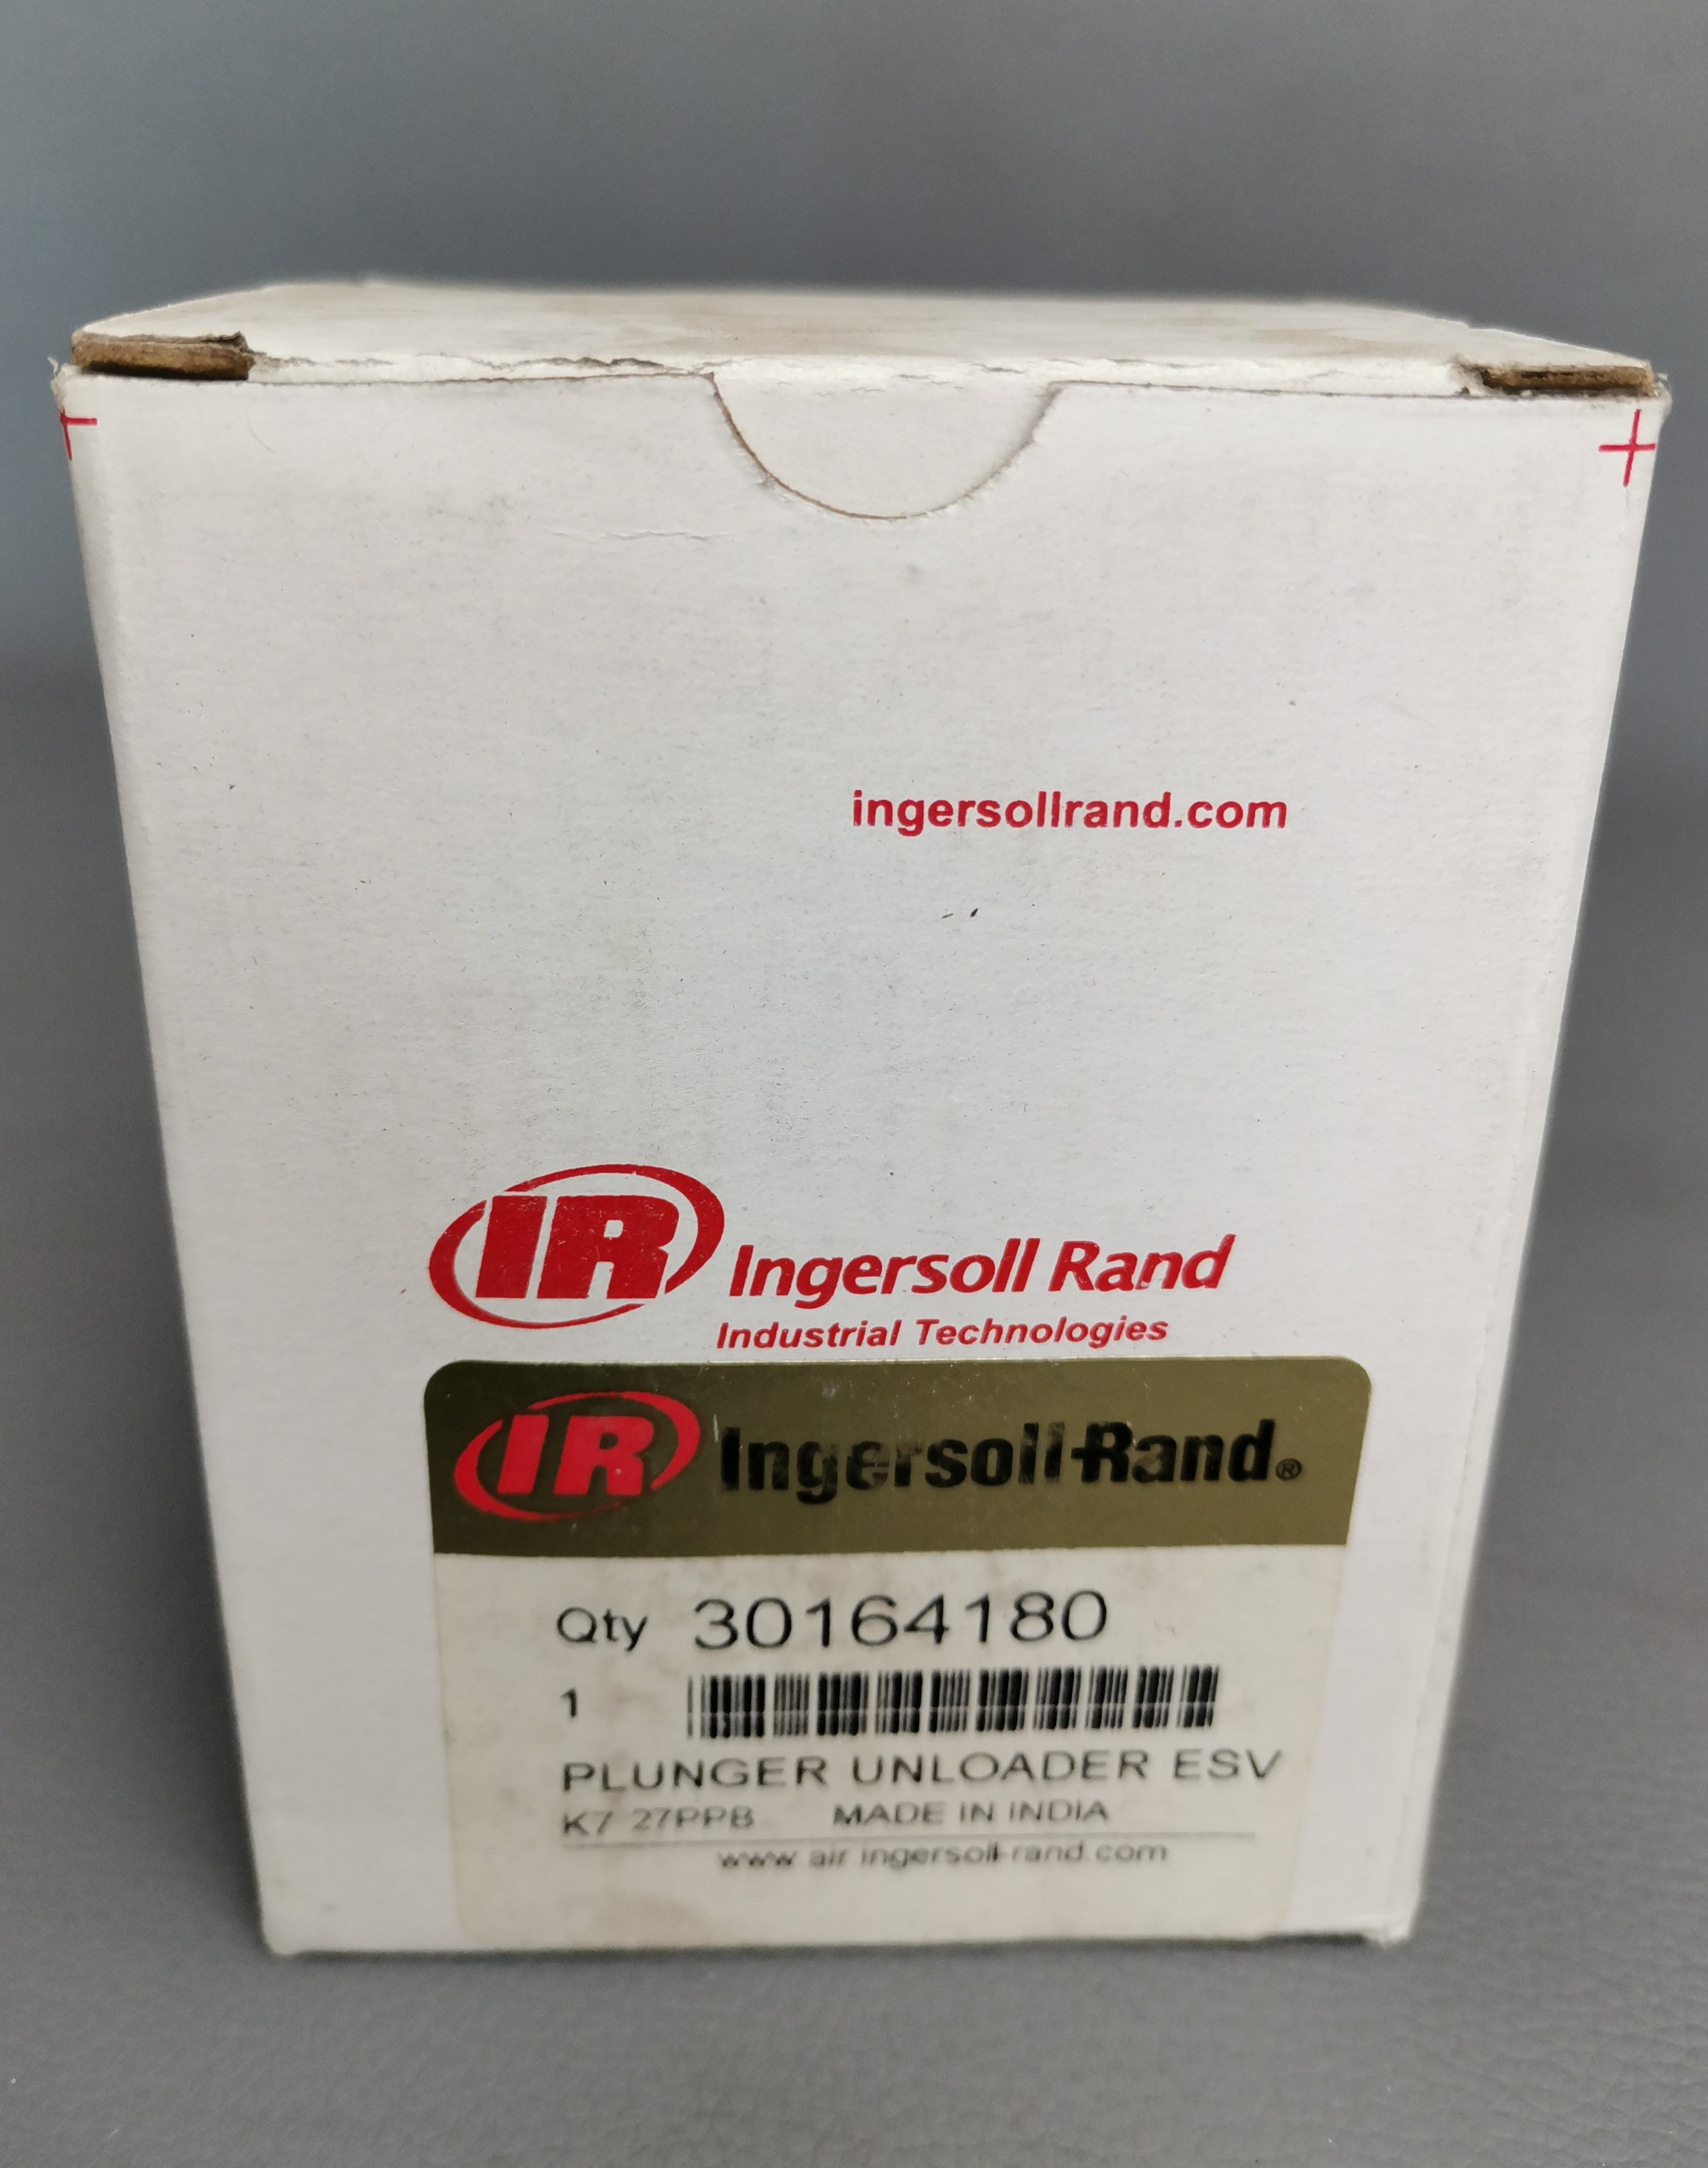 ingersollrand.com
IR Ingersoll Rand
Industrial Technologies
IR Ingersoll-Rand®
Qty 30164180
1
PLUNGER UNLOADER ESV
K7 27PPB MADE IN INDIA
www.air.ingersoll-rand.com